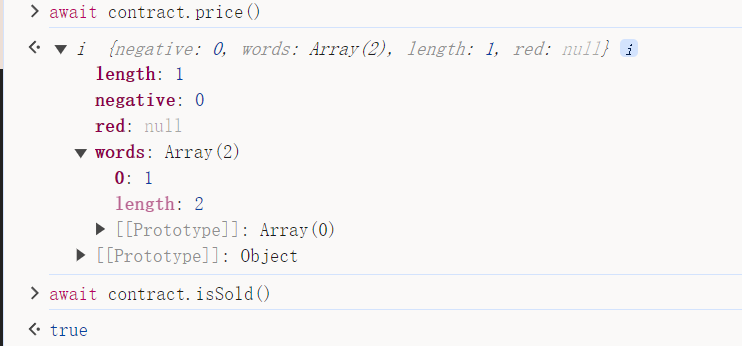 > await contract.price()
<· ▼ i {negative: 0, words: Array(2), length: 1, red: null} i
length: 1
negative: 0
red: null
▼ words: Array(2)
0: 1
length: 2
▶ [[Prototype]]: Array(0)
▶ [[Prototype]]: Object
> await contract.isSold()
<· true